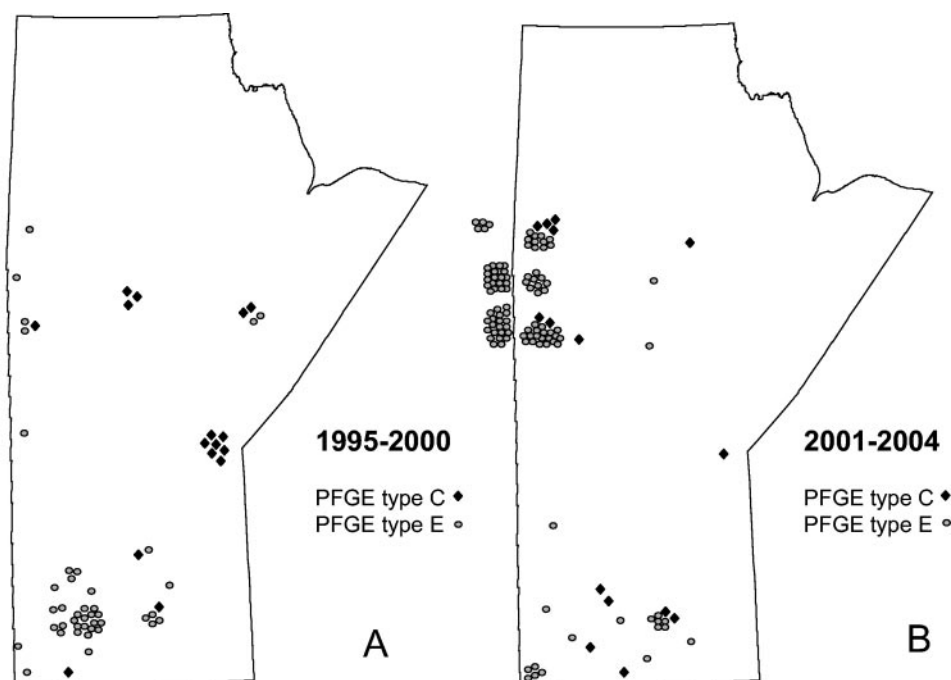 1995-2000
PFGE type C ♦
PFGE type E
A
2001-2004
PFGE type C ♦
PFGE type E
B